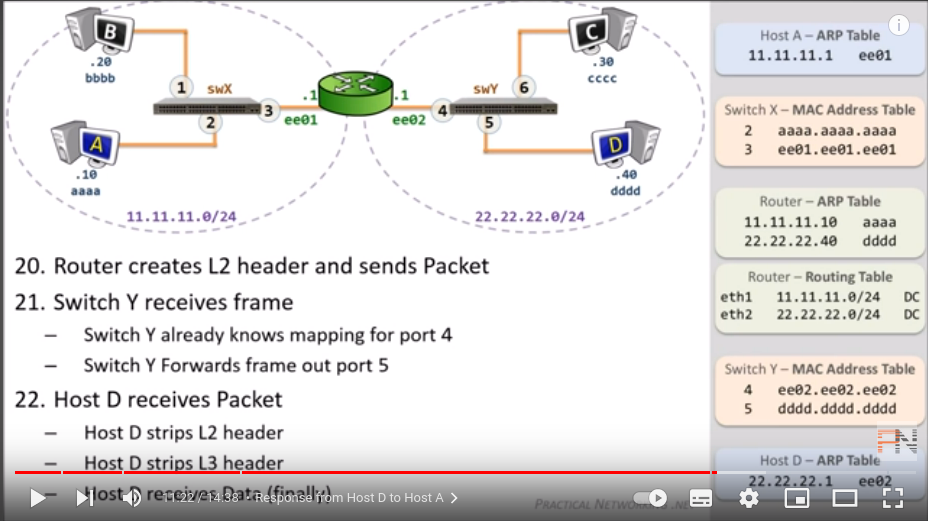 B
.20
bbbb
1
swX
2
3
A
.10
aaaa
11.11.11.0/24
.1
ee01
.1
ee02
C
.30
cccc
6
swY
4
5
D
.40
dddd
22.22.22.0/24
20. Router creates L2 header and sends Packet
21. Switch Y receives frame
– Switch Y already knows mapping for port 4
– Switch Y Forwards frame out port 5
22. Host D receives Packet
– Host D strips L2 header
– Host D strips L3 header
– Host D receives Data (finally)
11:22 / 14:38 · Response from Host D to Host A >
i
Host A – ARP Table
11.11.11.1 ee01
Switch X – MAC Address Table
2 aaaa.aaaa.aaaa
3 ee01.ee01.ee01
Router – ARP Table
11.11.11.10 aaaa
22.22.22.40 dddd
Router – Routing Table
eth1 11.11.11.0/24 DC
eth2 22.22.22.0/24 DC
Switch Y – MAC Address Table
4 ee02.ee02.ee02
5 dddd.dddd.dddd
PN
Host D – ARP Table
22.22.22.1 ee02